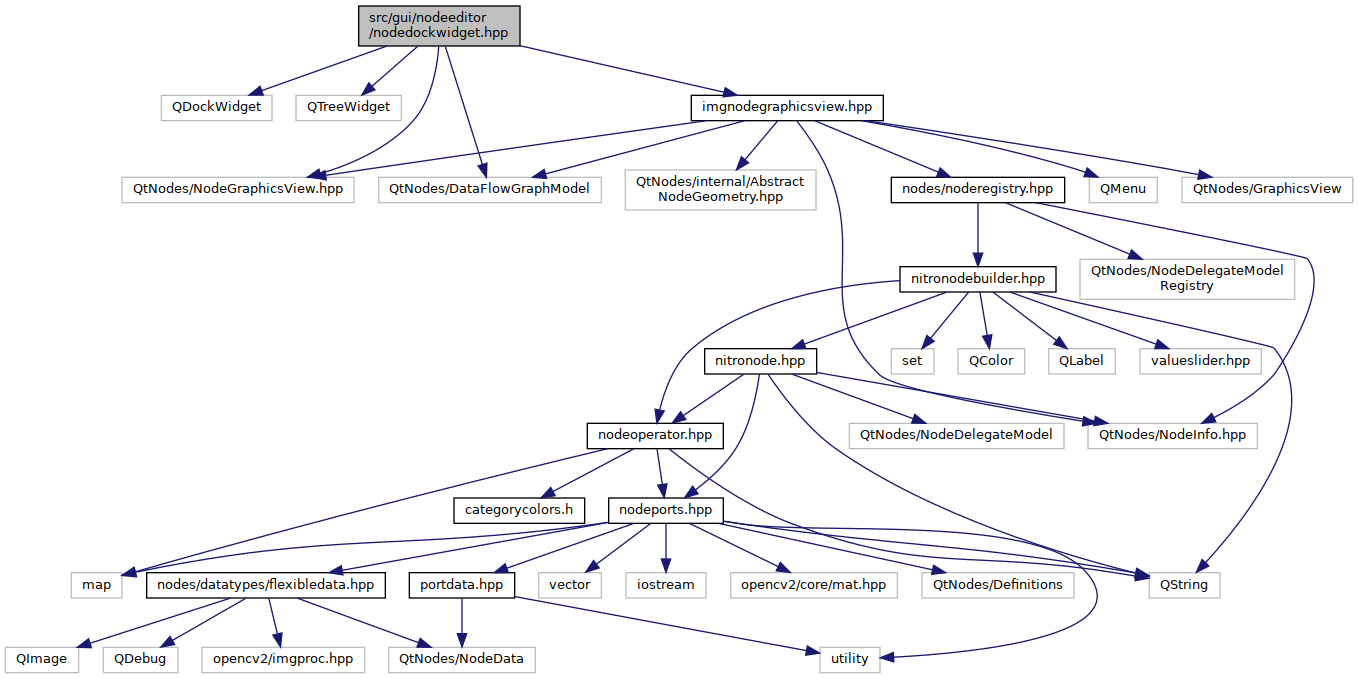 src/gui/nodeeditor
/nodedockwidget.hpp
QDockWidget
QTreeWidget
imgnodegraphicsview.hpp
QtNodes/NodeGraphicsView.hpp
QtNodes/DataFlowGraphModel
QtNodes/internal/Abstract
NodeGeometry.hpp
nodes/noderegistry.hpp
QMenu
QtNodes/GraphicsView
nitronodebuilder.hpp
QtNodes/NodeDelegateModel
Registry
nitronode.hpp
set
QColor
QLabel
valueslider.hpp
nodeoperator.hpp
QtNodes/NodeDelegateModel
QtNodes/NodeInfo.hpp
categorycolors.h
nodeports.hpp
map
nodes/datatypes/flexibledata.hpp
portdata.hpp
vector
iostream
opencv2/core/mat.hpp
QtNodes/Definitions
QString
QImage
QDebug
opencv2/imgproc.hpp
QtNodes/NodeData
utility